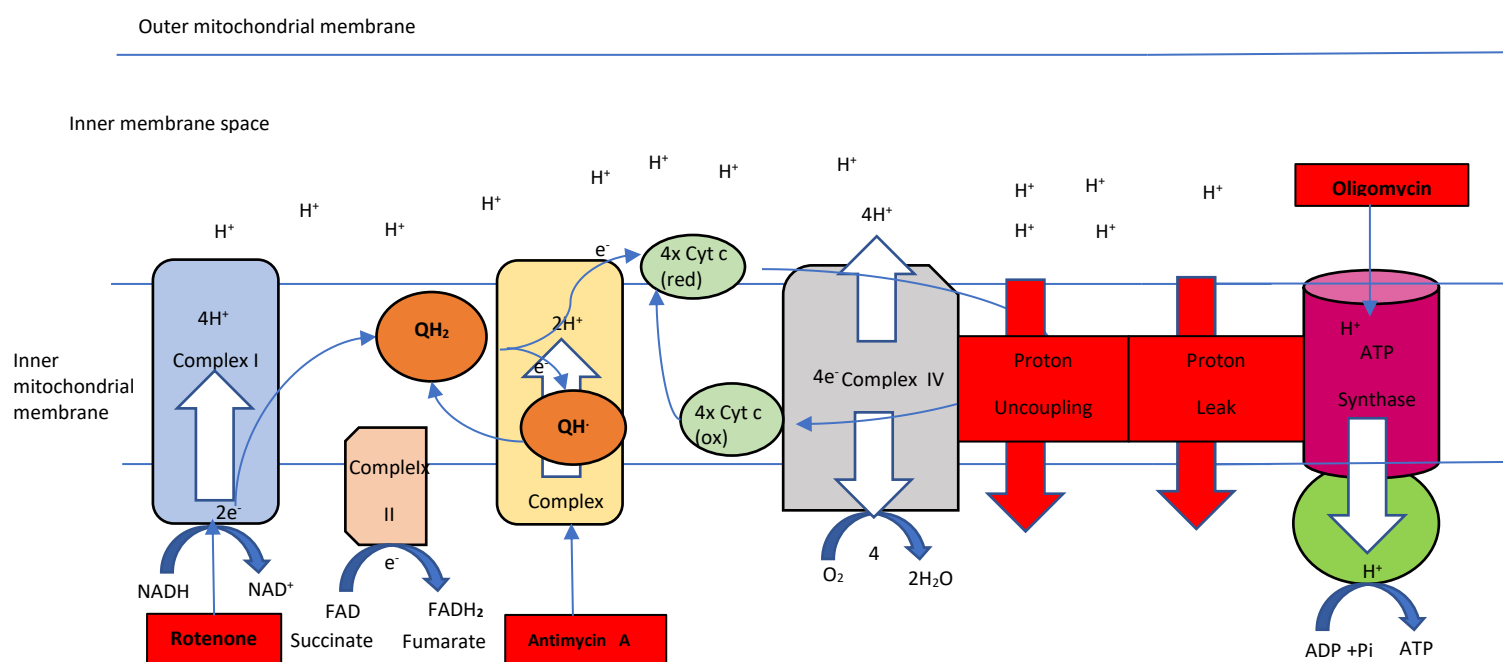 Outer mitochondrial membrane
Inner membrane space
H⁺
H⁺
H⁺
H⁺
H⁺
H⁺
H⁺
H⁺
H⁺
H⁺
H⁺
H⁺
H⁺
Oligomycin
4H⁺
Complex I
2e⁻
NADH
NAD⁺
Rotenone
Inner
mitochondrial
membrane
QH₂
Complelx
II
e⁻
FAD
FADH₂
Succinate
Fumarate
e⁻
2H⁺
e⁻
QH·
Complex
Antimycin A
4x Cyt c
(red)
4x Cyt c
(ox)
4H⁺
4e⁻ Complex IV
4
O₂
2H₂O
Proton
Uncoupling
Proton
Leak
H⁺
ATP
Synthase
H⁺
ADP +Pi
ATP